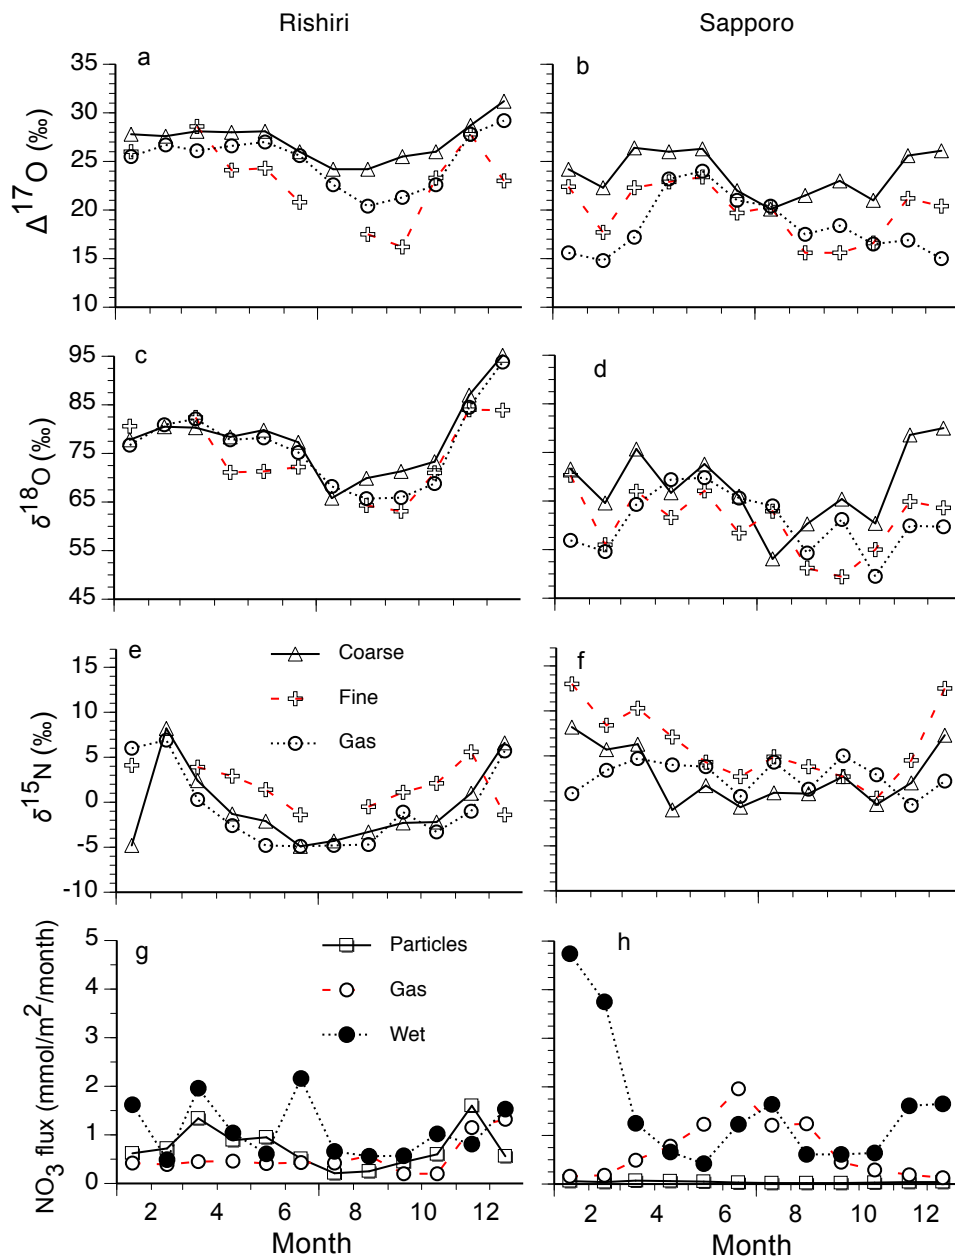 Rishiri Sapporo
a b
35
30
25
20
15
10
Δ¹⁷O (‰)
c d
95
85
75
65
55
45
δ¹⁸O (‰)
e f
Coarse
Fine
Gas
15
10
5
0
-5
-10
δ¹⁵N (‰)
g h
Particles
Gas
Wet
5
4
3
2
1
0
NO₃ flux (mmol/m²/month)
2 4 6 8 10 12 2 4 6 8 10 12
Month Month